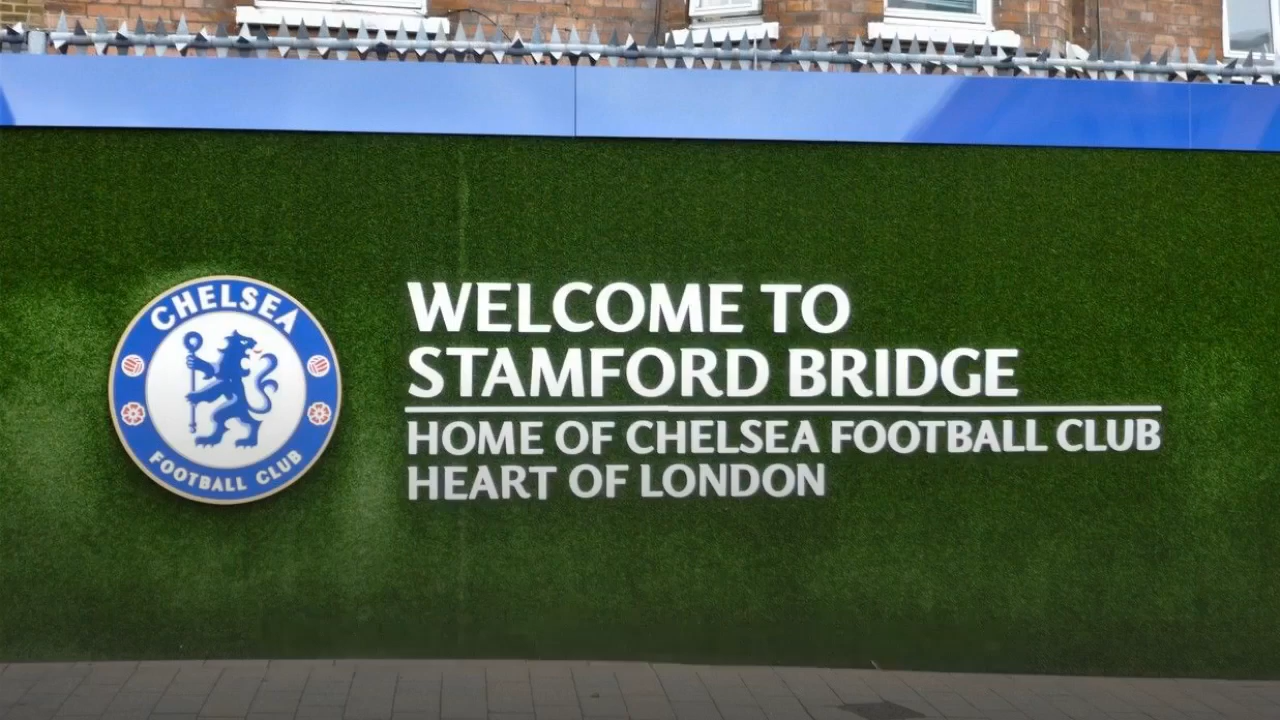 CHELSEA
FOOTBALL CLUB
WELCOME TO
STAMFORD BRIDGE
HOME OF CHELSEA FOOTBALL CLUB
HEART OF LONDON